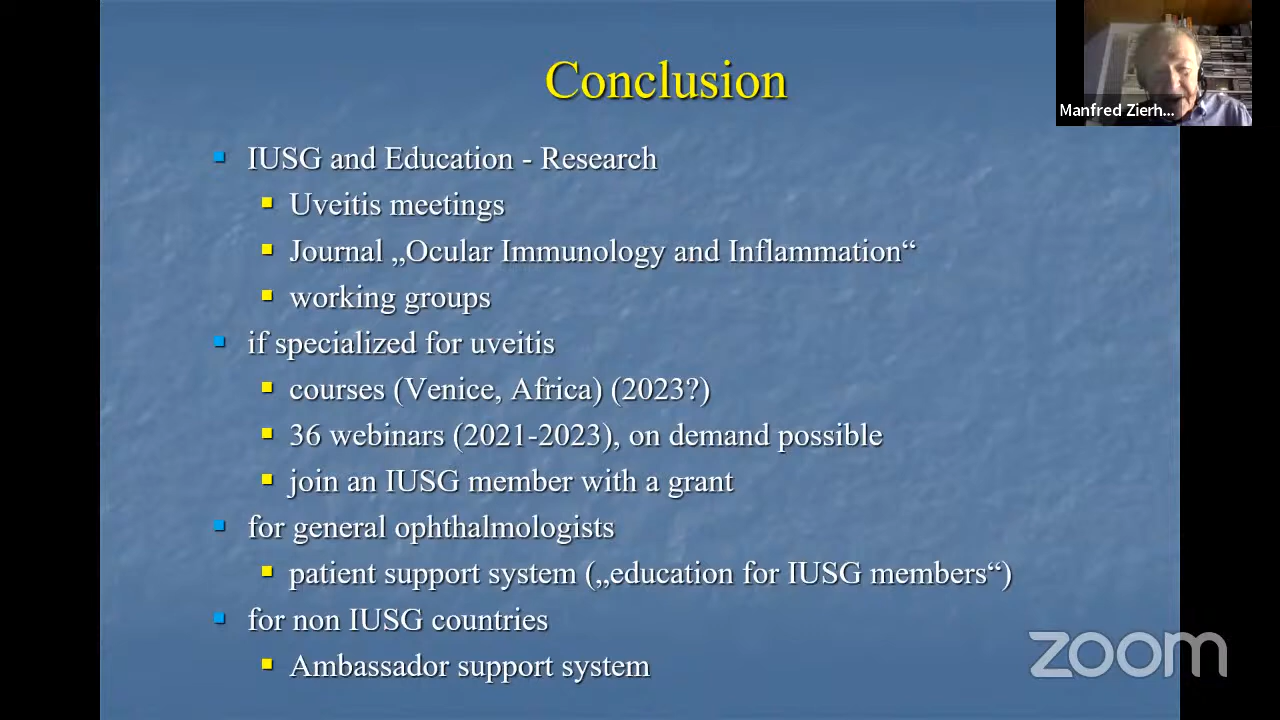 Conclusion
Manfred Zierh...
IUSG and Education - Research
Uveitis meetings
Journal „Ocular Immunology and Inflammation“
working groups
if specialized for uveitis
courses (Venice, Africa) (2023?)
36 webinars (2021-2023), on demand possible
join an IUSG member with a grant
for general ophthalmologists
patient support system („education for IUSG members“)
for non IUSG countries
Ambassador support system
zoom